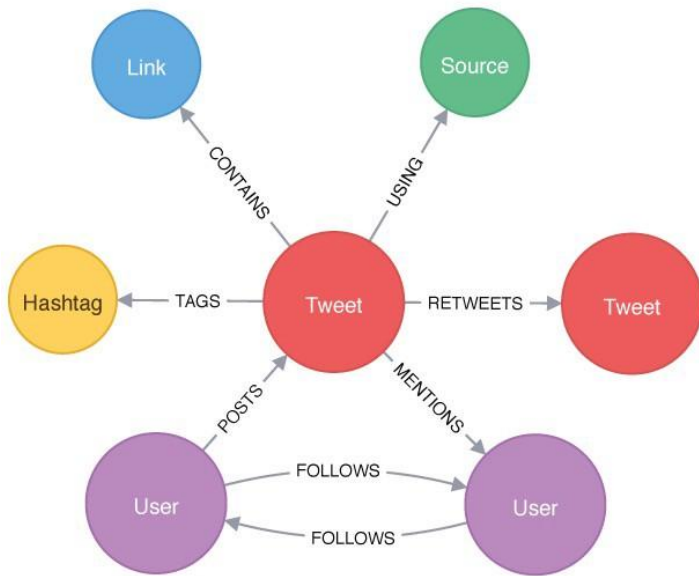 Link
Source
CONTAINS
USING
Hashtag
TAGS
Tweet
RETWEETS
Tweet
POSTS
MENTIONS
User
FOLLOWS
User
FOLLOWS